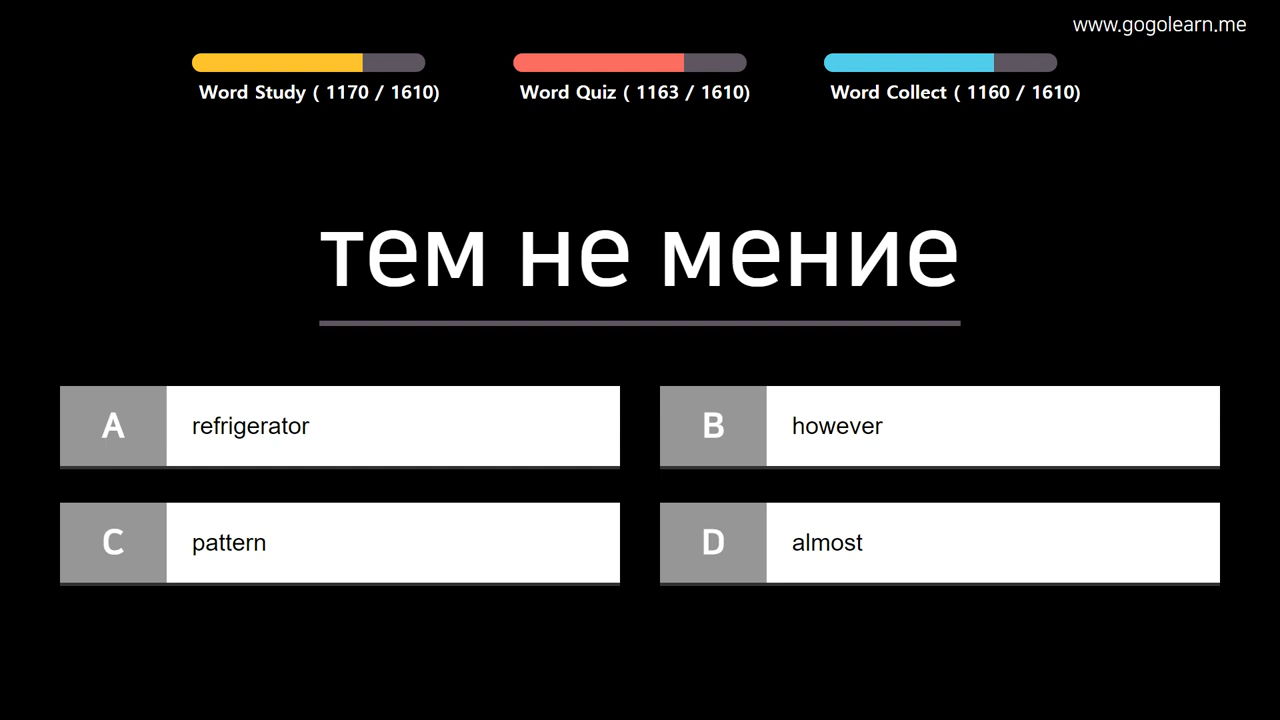 www.gogolearn.me
Word Study ( 1170 / 1610)
Word Quiz ( 1163 / 1610)
Word Collect ( 1160 / 1610)
тем не мение
A refrigerator
B however
C pattern
D almost